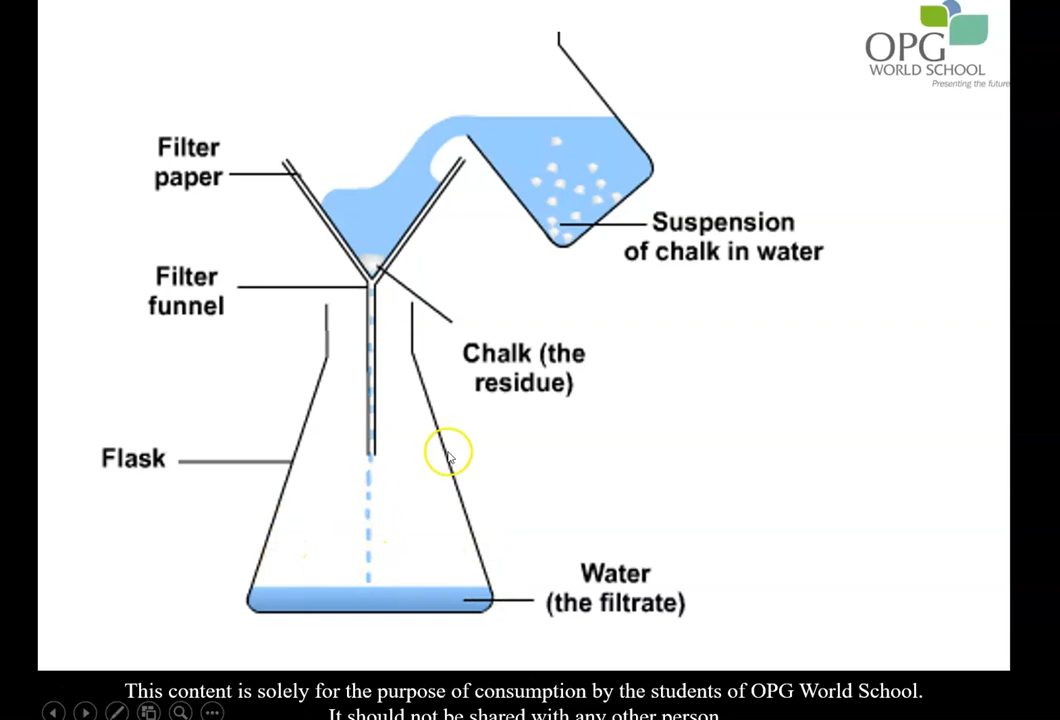 OPG
WORLD SCHOOL
Presenting the future
Filter
paper
Suspension
of chalk in water
Filter
funnel
Chalk (the
residue)
Flask
Water
(the filtrate)
This content is solely for the purpose of consumption by the students of OPG World School.
It should not be shared with any other person